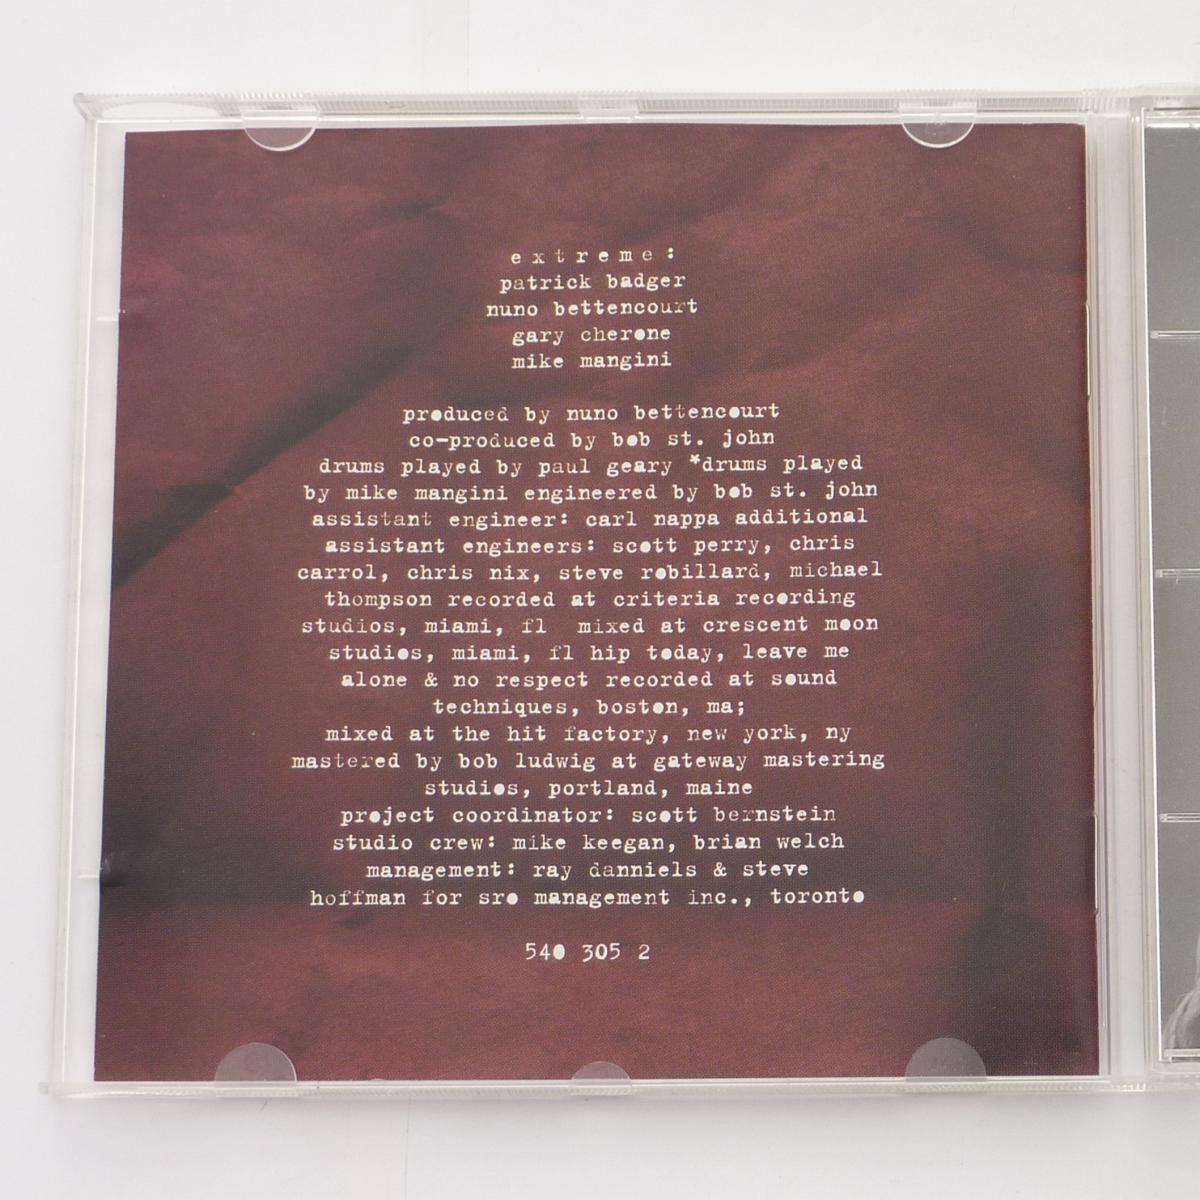 extreme:
patrick badger
nuno bettencourt
gary cherone
mike mangini
produced by nuno bettencourt
co-produced by bob st. john
drums played by paul geary *drums played
by mike mangini engineered by bob st. john
assistant engineer: carl nappa additional
assistant engineers: scott perry, chris
carrol, chris nix, steve robillard, michael
thompson recorded at criteria recording
studios, miami, fl mixed at crescent moon
studios, miami, fl hip today, leave me
alone & no respect recorded at sound
techniques, boston, ma;
mixed at the hit factory, new york, ny
mastered by bob ludwig at gateway mastering
studios, portland, maine
project coordinator: scott bernstein
studio crew: mike keegan, brian welch
management: ray danniels & steve
hoffman for sro management inc., toronto
540 305 2